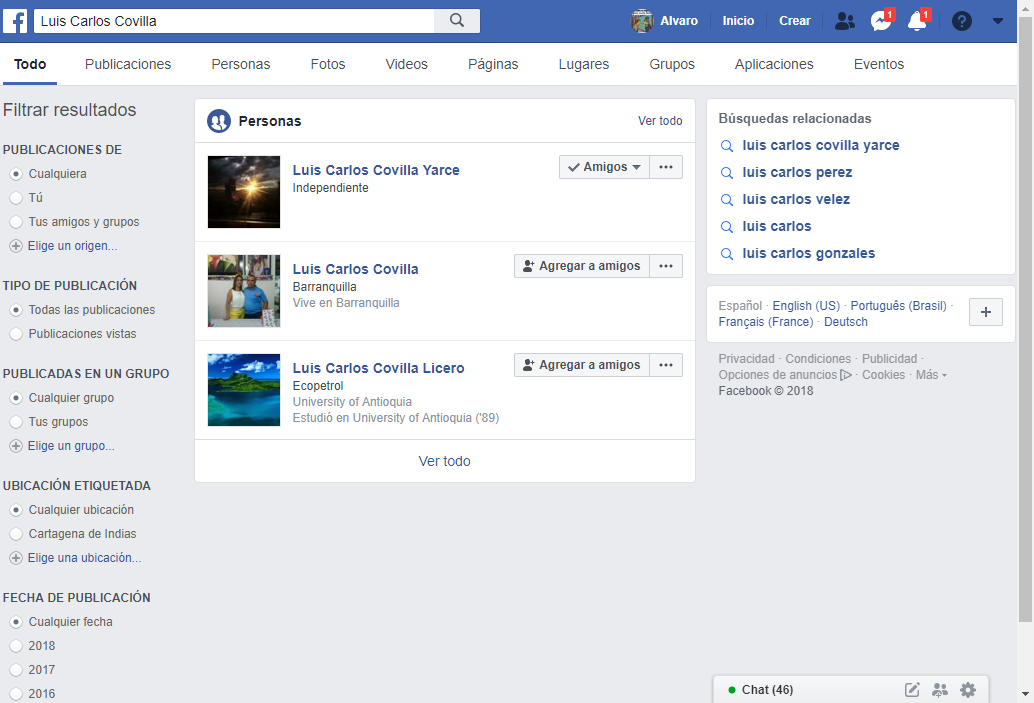 Luis Carlos Covilla
Alvaro
Inicio
Crear
1
1
Todo
Publicaciones
Personas
Fotos
Videos
Páginas
Lugares
Grupos
Aplicaciones
Eventos
Filtrar resultados
PUBLICACIONES DE
Cualquiera
Tú
Tus amigos y grupos
Elige un origen...
TIPO DE PUBLICACIÓN
Todas las publicaciones
Publicaciones vistas
PUBLICADAS EN UN GRUPO
Cualquier grupo
Tus grupos
Elige un grupo...
UBICACIÓN ETIQUETADA
Cualquier ubicación
Cartagena de Indias
Elige una ubicación...
FECHA DE PUBLICACIÓN
Cualquier fecha
2018
2017
2016
Personas
Ver todo
Luis Carlos Covilla Yarce
Independiente
Amigos
Luis Carlos Covilla
Barranquilla
Vive en Barranquilla
Agregar a amigos
Luis Carlos Covilla Licero
Ecopetrol
University of Antioquia
Estudió en University of Antioquia ('89)
Agregar a amigos
Ver todo
Búsquedas relacionadas
luis carlos covilla yarce
luis carlos perez
luis carlos velez
luis carlos
luis carlos gonzales
Español · English (US) · Português (Brasil) ·
Français (France) · Deutsch
Privacidad · Condiciones · Publicidad ·
Opciones de anuncios · Cookies · Más
Facebook © 2018
Chat (46)